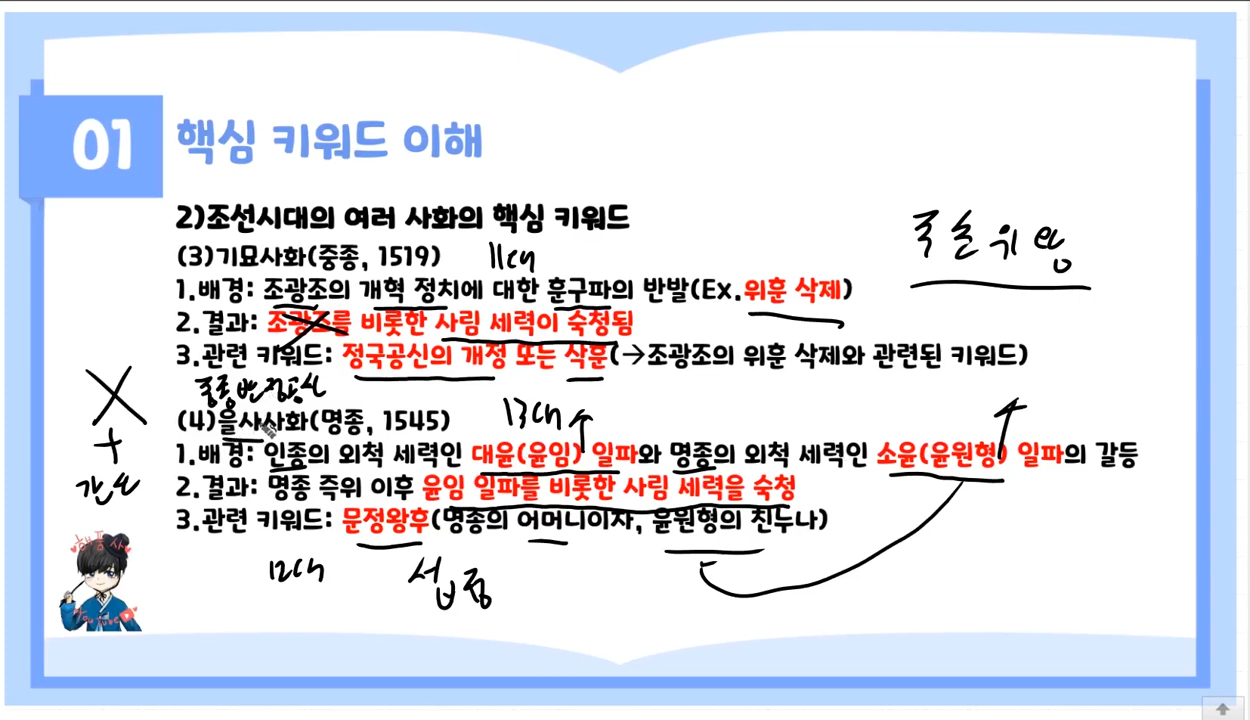 01 핵심 키워드 이해
2)조선시대의 여러 사화의 핵심 키워드
(3)기묘사화(중종, 1519) 11대
주초위왕
1.배경: 조광조의 개혁 정치에 대한 훈구파의 반발(Ex.위훈 삭제)
2.결과: 조광조를 비롯한 사림 세력이 숙청됨
3.관련 키워드: 정국공신의 개정 또는 삭훈(→조광조의 위훈 삭제와 관련된 키워드)
중종반정공신
(4)을사사화(명종, 1545) 13대
1.배경: 인종의 외척 세력인 대윤(윤임) 일파와 명종의 외척 세력인 소윤(윤원형) 일파의 갈등
2.결과: 명종 즉위 이후 윤임 일파를 비롯한 사림 세력을 숙청
3.관련 키워드: 문정왕후(명종의 어머니이자, 윤원형의 친누나)
12대 섭정
해품사
YouTube